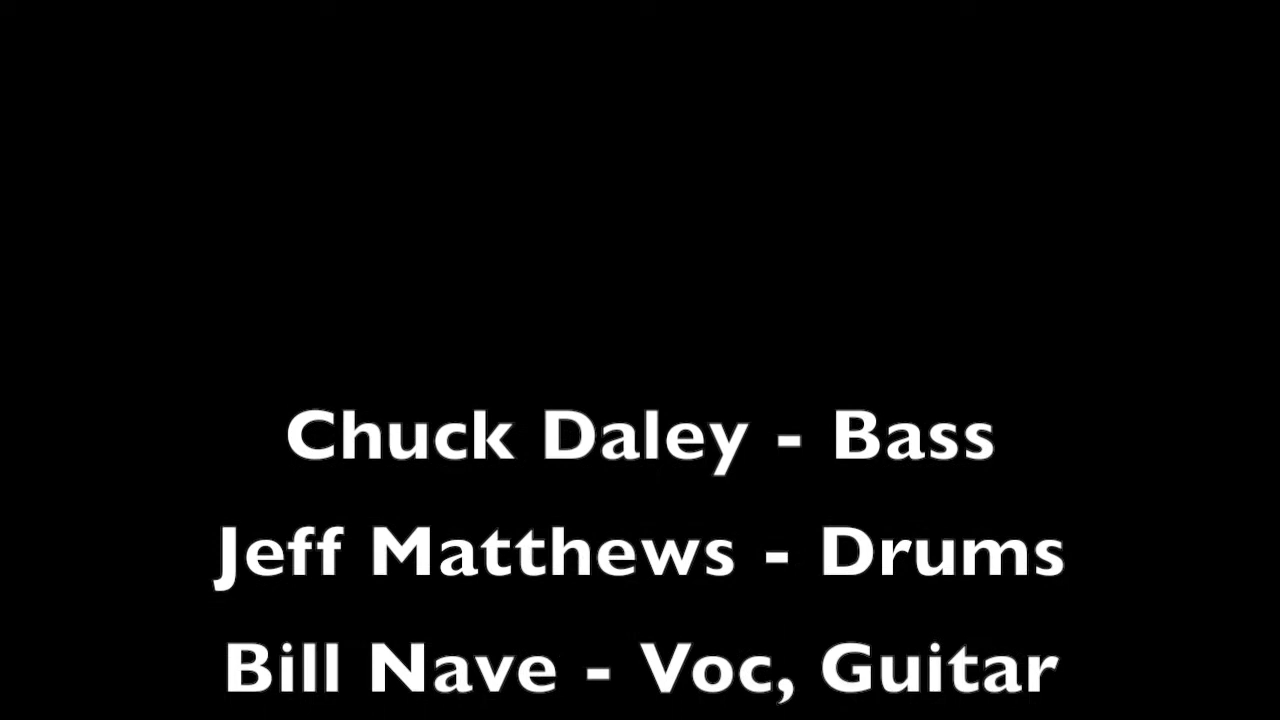 Chuck Daley - Bass
Jeff Matthews - Drums
Bill Nave - Voc, Guitar